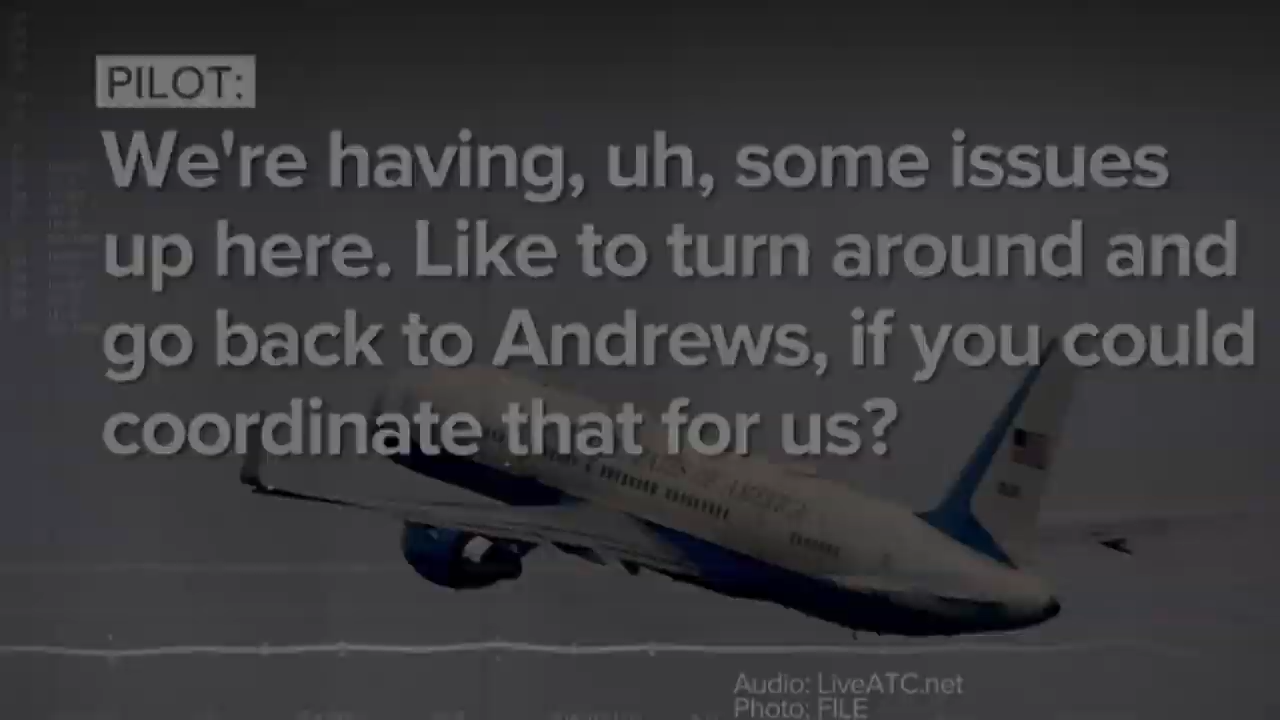 PILOT:
We're having, uh, some issues
up here. Like to turn around and
go back to Andrews, if you could
coordinate that for us?
Audio: LiveATC.net
Photo: FILE